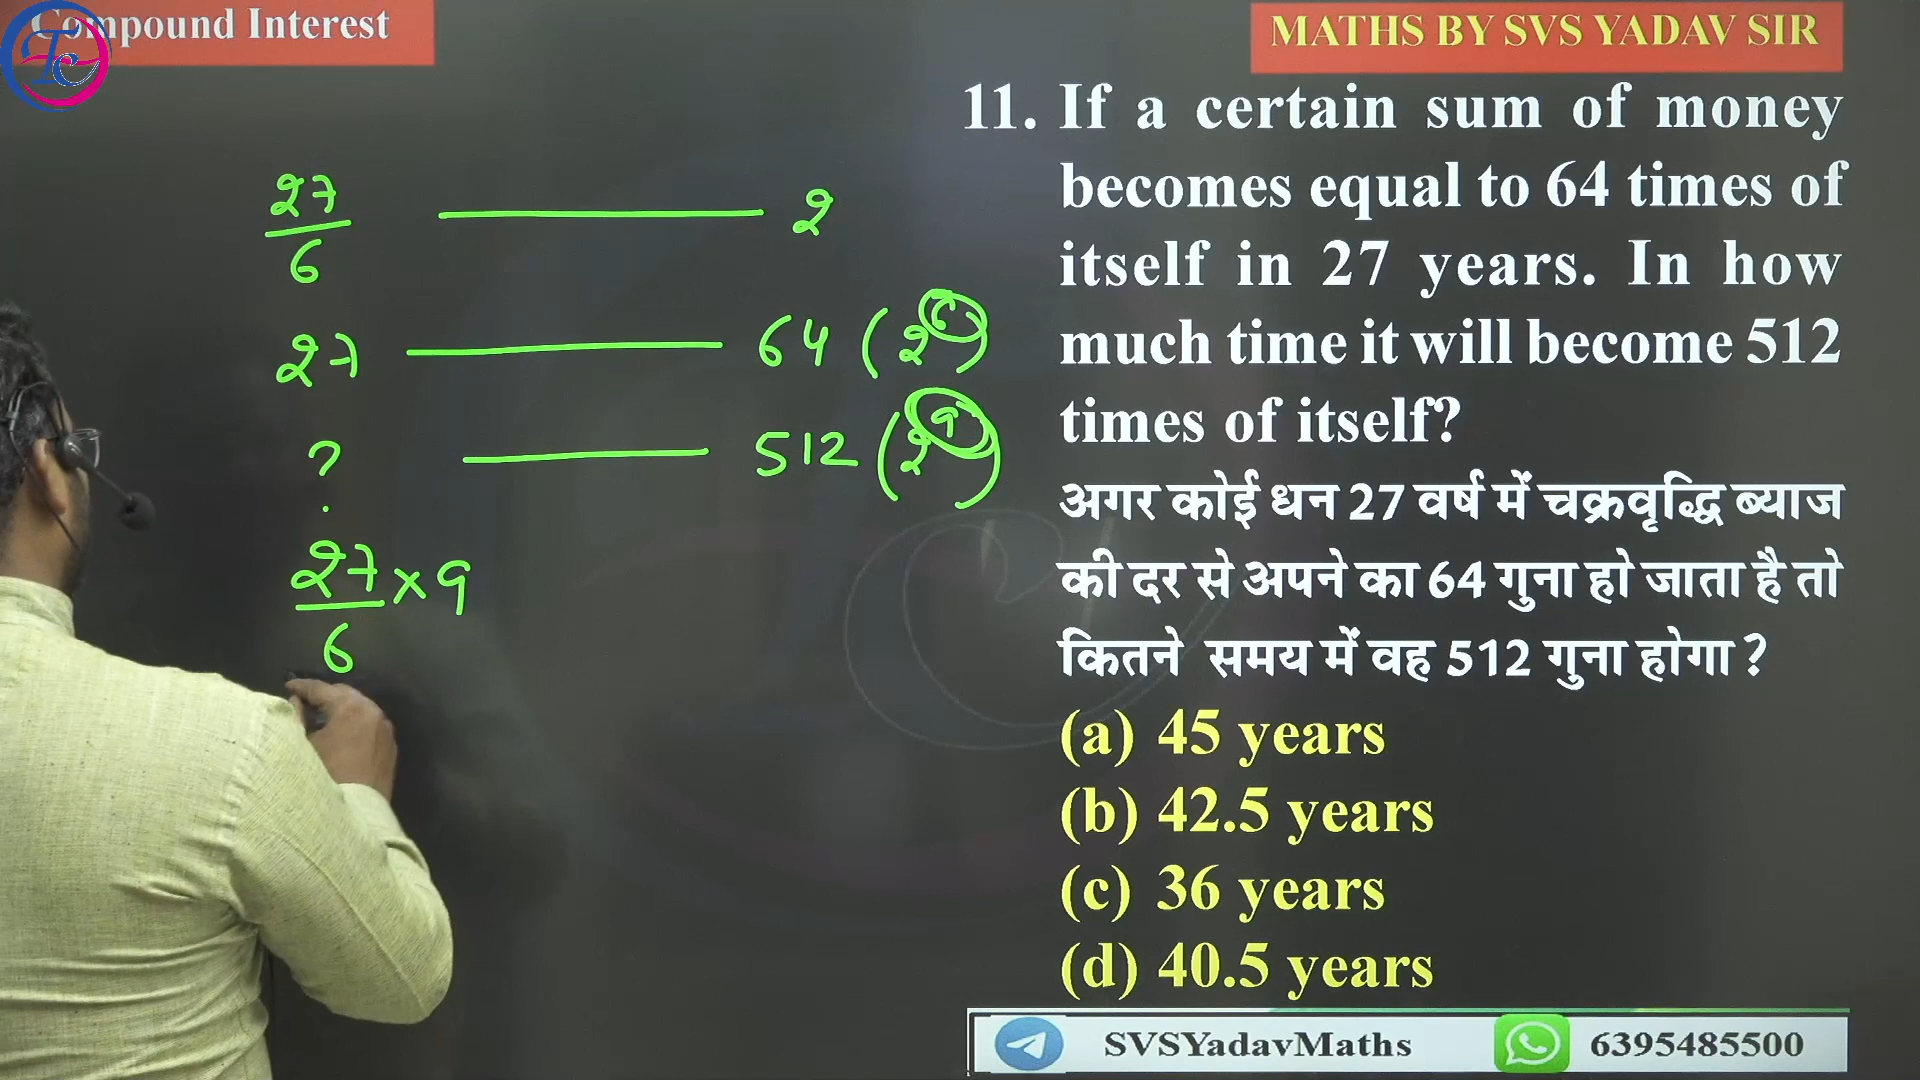 Compound Interest
Tc
MATHS BY SVS YADAV SIR
11. If a certain sum of money
becomes equal to 64 times of
itself in 27 years. In how
much time it will become 512
times of itself?
अगर कोई धन 27 वर्ष में चक्रवृद्धि ब्याज
की दर से अपने का 64 गुना हो जाता है तो
कितने समय में वह 512 गुना होगा ?
(a) 45 years
(b) 42.5 years
(c) 36 years
(d) 40.5 years
27/6 — 2
27 — 64 (2^6)
? — 512 (2^9)
27/6 × 9
SVSYadavMaths
6395485500